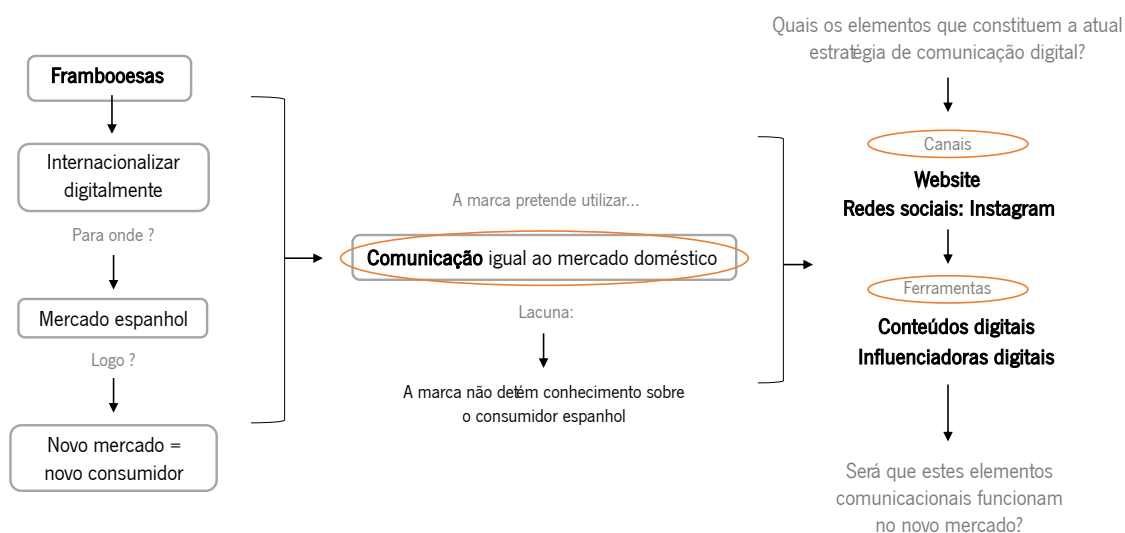 Frambooesas
Internacionalizar
digitalmente
Para onde ?
Mercado espanhol
Logo ?
Novo mercado =
novo consumidor
A marca pretende utilizar...
Comunicação igual ao mercado doméstico
Lacuna:
A marca não detém conhecimento sobre
o consumidor espanhol
Quais os elementos que constituem a atual
estratégia de comunicação digital?
Canais
Website
Redes sociais: Instagram
Ferramentas
Conteúdos digitais
Influenciadoras digitais
Será que estes elementos
comunicacionais funcionam
no novo mercado?